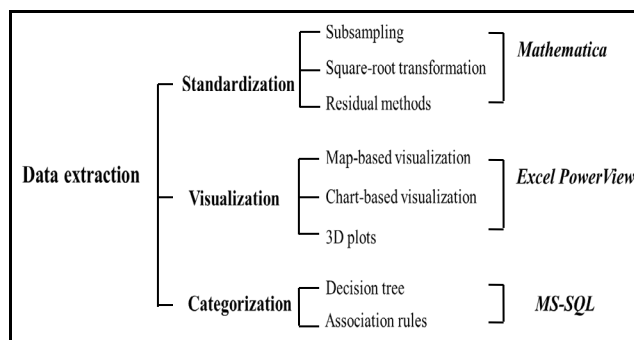 Data extraction
Standardization
Subsampling
Square-root transformation
Residual methods
Mathematica
Visualization
Map-based visualization
Chart-based visualization
3D plots
Excel PowerView
Categorization
Decision tree
Association rules
MS-SQL